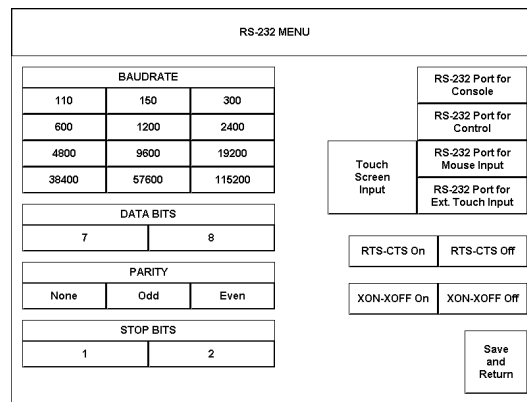 RS-232 MENU
BAUDRATE
110 150 300
600 1200 2400
4800 9600 19200
38400 57600 115200
DATA BITS
7 8
PARITY
None Odd Even
STOP BITS
1 2
RS-232 Port for
Console
RS-232 Port for
Control
Touch
Screen
Input
RS-232 Port for
Mouse Input
RS-232 Port for
Ext. Touch Input
RTS-CTS On RTS-CTS Off
XON-XOFF On XON-XOFF Off
Save
and
Return